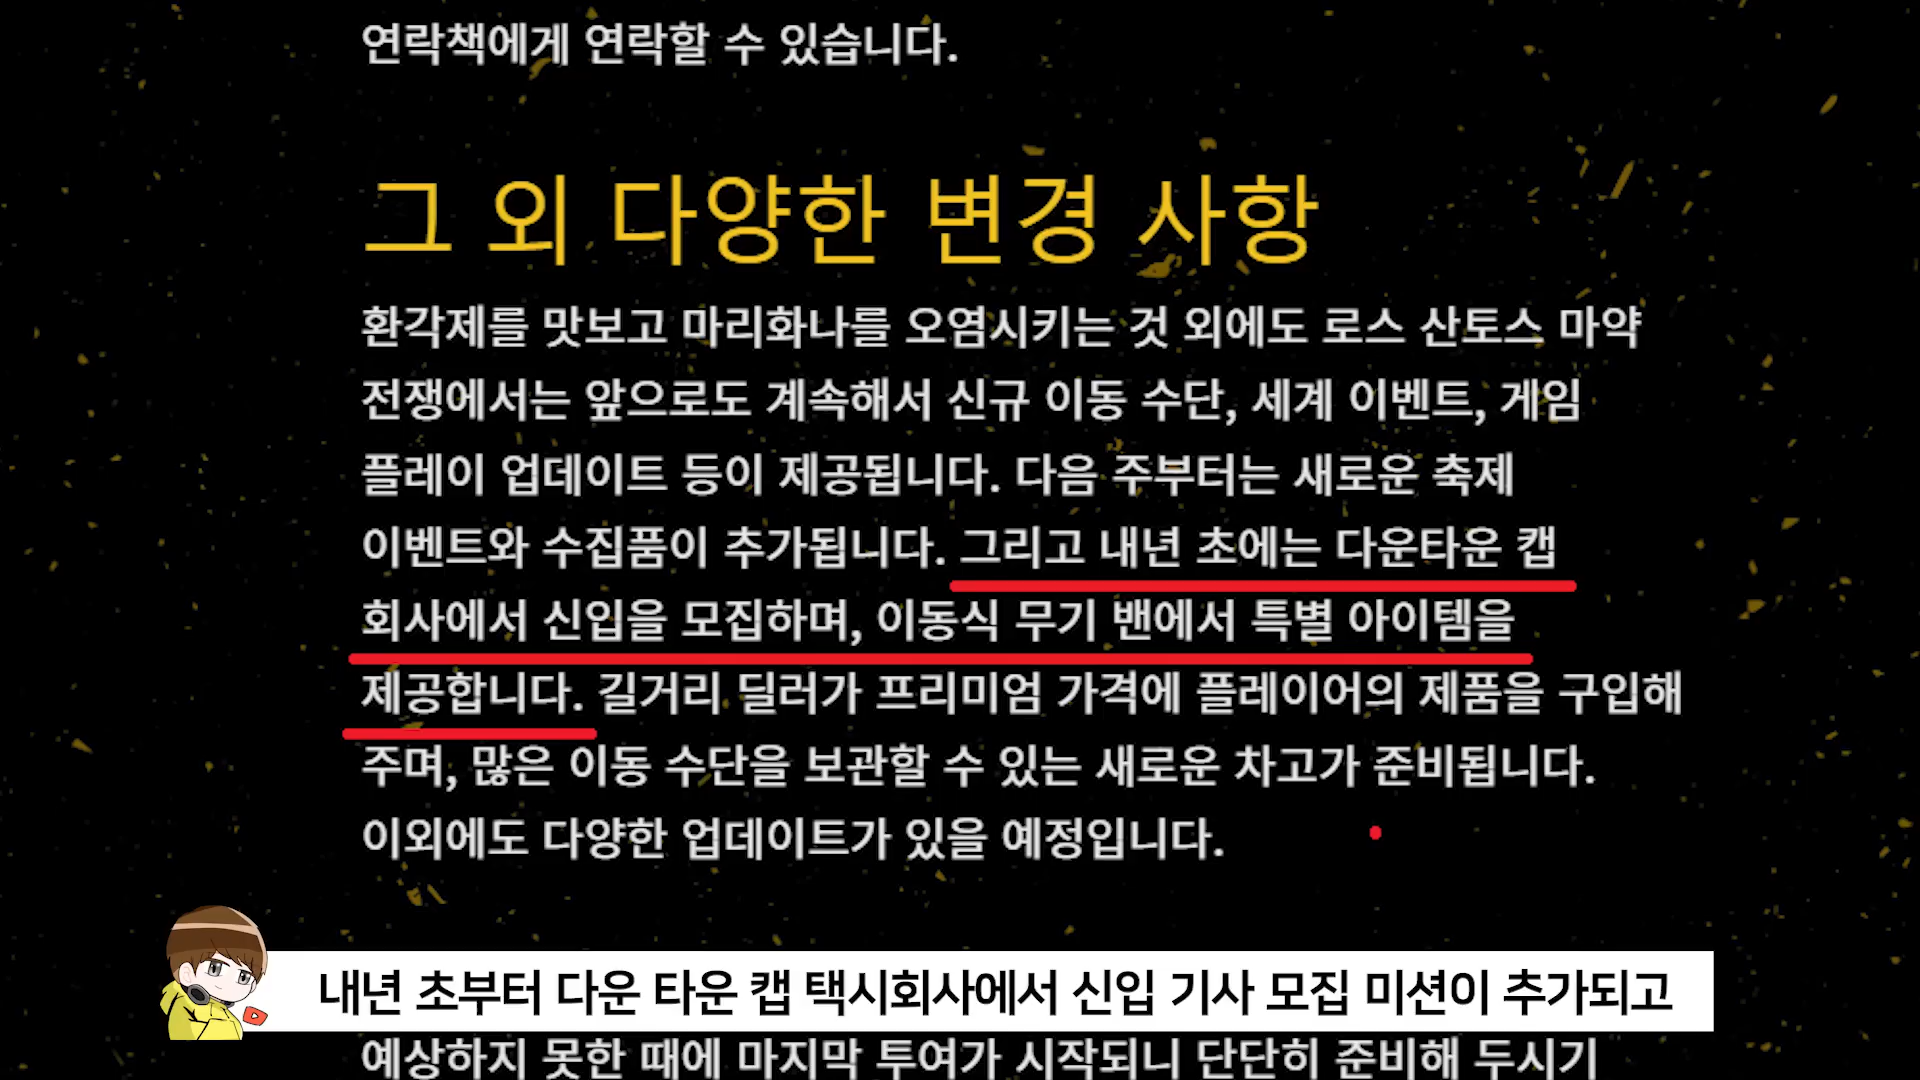 연락책에게 연락할 수 있습니다.
그 외 다양한 변경 사항
환각제를 맛보고 마리화나를 오염시키는 것 외에도 로스 산토스 마약
전쟁에서는 앞으로도 계속해서 신규 이동 수단, 세계 이벤트, 게임
플레이 업데이트 등이 제공됩니다. 다음 주부터는 새로운 축제
이벤트와 수집품이 추가됩니다. 그리고 내년 초에는 다운타운 캡
회사에서 신입을 모집하며, 이동식 무기 밴에서 특별 아이템을
제공합니다. 길거리 딜러가 프리미엄 가격에 플레이어의 제품을 구입해
주며, 많은 이동 수단을 보관할 수 있는 새로운 차고가 준비됩니다.
이외에도 다양한 업데이트가 있을 예정입니다.
내년 초부터 다운 타운 캡 택시회사에서 신입 기사 모집 미션이 추가되고
예상하지 못한 때에 마지막 투여가 시작되니 단단히 준비해 두시기